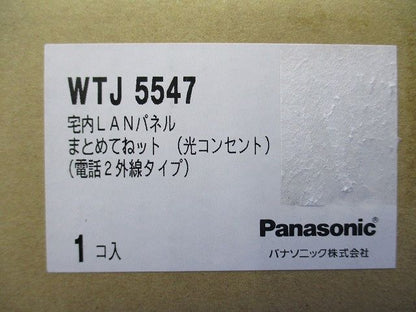 WTJ 5547
宅内LANパネル
まとめてねット （光コンセント）
（電話２外線タイプ）
Panasonic®
1コ入
パナソニック株式会社